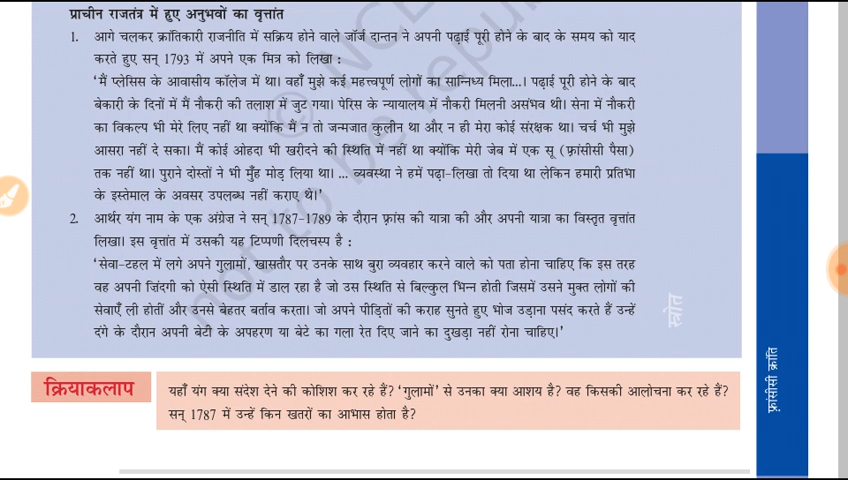 प्राचीन राजतंत्र में हुए अनुभवों का वृत्तांत
1. आगे चलकर क्रांतिकारी राजनीति में सक्रिय होने वाले जॉर्ज दान्तन ने अपनी पढ़ाई पूरी होने के बाद के समय को याद
करते हुए सन् 1793 में अपने एक मित्र को लिखा :
‘मैं प्लेसिस के आवासीय कॉलेज में था। वहाँ मुझे कई महत्त्वपूर्ण लोगों का सान्निध्य मिला...। पढ़ाई पूरी होने के बाद
बेकारी के दिनों में मैं नौकरी की तलाश में जुट गया। पेरिस के न्यायालय में नौकरी मिलनी असंभव थी। सेना में नौकरी
का विकल्प भी मेरे लिए नहीं था क्योंकि मैं न तो जन्मजात कुलीन था और न ही मेरा कोई संरक्षक था। चर्च भी मुझे
आसरा नहीं दे सका। मैं कोई ओहदा भी खरीदने की स्थिति में नहीं था क्योंकि मेरी जेब में एक सू (फ़्रांसीसी पैसा)
तक नहीं था। पुराने दोस्तों ने भी मुँह मोड़ लिया था। ... व्यवस्था ने हमें पढ़ा-लिखा तो दिया था लेकिन हमारी प्रतिभा
के इस्तेमाल के अवसर उपलब्ध नहीं कराए थे।’
2. आर्थर यंग नाम के एक अंग्रेज ने सन् 1787-1789 के दौरान फ़्रांस की यात्रा की और अपनी यात्रा का विस्तृत वृत्तांत
लिखा। इस वृत्तांत में उसकी यह टिप्पणी दिलचस्प है :
‘सेवा-टहल में लगे अपने गुलामों, खासतौर पर उनके साथ बुरा व्यवहार करने वाले को पता होना चाहिए कि इस तरह
वह अपनी ज़िंदगी को ऐसी स्थिति में डाल रहा है जो उस स्थिति से बिल्कुल भिन्न होती जिसमें उसने मुक्त लोगों की
सेवाएँ ली होतीं और उनसे बेहतर बर्ताव करता। जो अपने पीड़ितों की कराह सुनते हुए भोज उड़ाना पसंद करते हैं उन्हें
दंगे के दौरान अपनी बेटी के अपहरण या बेटे का गला रेत दिए जाने का दुखड़ा नहीं रोना चाहिए।’
स्रोत
क्रियाकलाप
यहाँ यंग क्या संदेश देने की कोशिश कर रहे हैं? ‘गुलामों’ से उनका क्या आशय है? वह किसकी आलोचना कर रहे हैं?
सन् 1787 में उन्हें किन खतरों का आभास होता है?
फ़्रांसीसी क्रांति
© NC
not to be repu